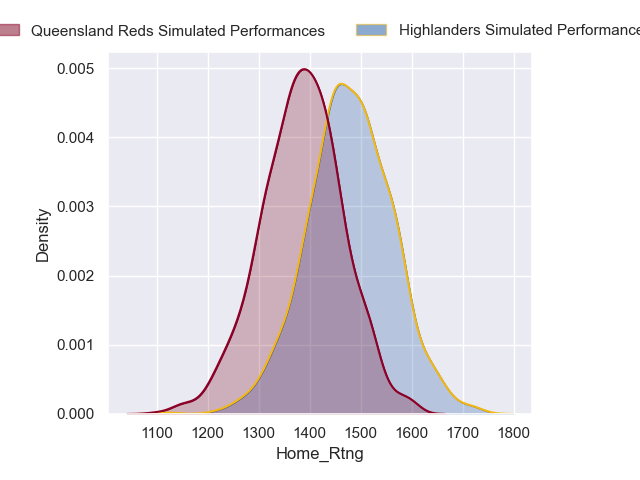 Queensland Reds Simulated Performances
Highlanders Simulated Performance
0.005
0.004
0.003
0.002
0.001
0.000
Density
1100 1200 1300 1400 1500 1600 1700 1800
Home_Rtng